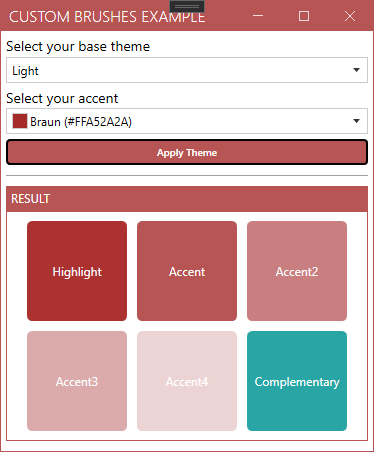 CUSTOM BRUSHES EXAMPLE
Select your base theme
Light
Select your accent
Braun (#FFA52A2A)
Apply Theme
RESULT
Highlight
Accent
Accent2
Accent3
Accent4
Complementary